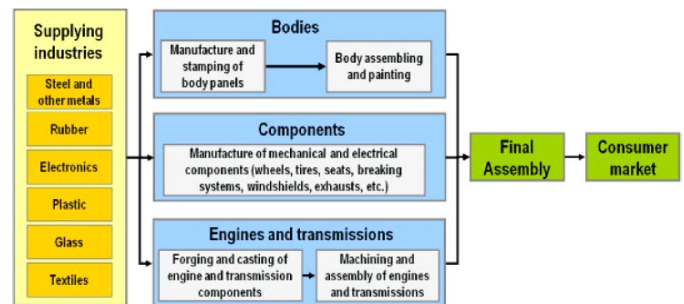 Supplying
industries
Steel and
other metals
Rubber
Electronics
Plastic
Glass
Textiles
Bodies
Manufacture and
stamping of
body panels
Body assembling
and painting
Components
Manufacture of mechanical and electrical
components (wheels, tires, seats, breaking
systems, windshields, exhausts, etc.)
Engines and transmissions
Forging and casting of
engine and transmission
components
Machining and
assembly of engines
and transmissions
Final
Assembly
Consumer
market